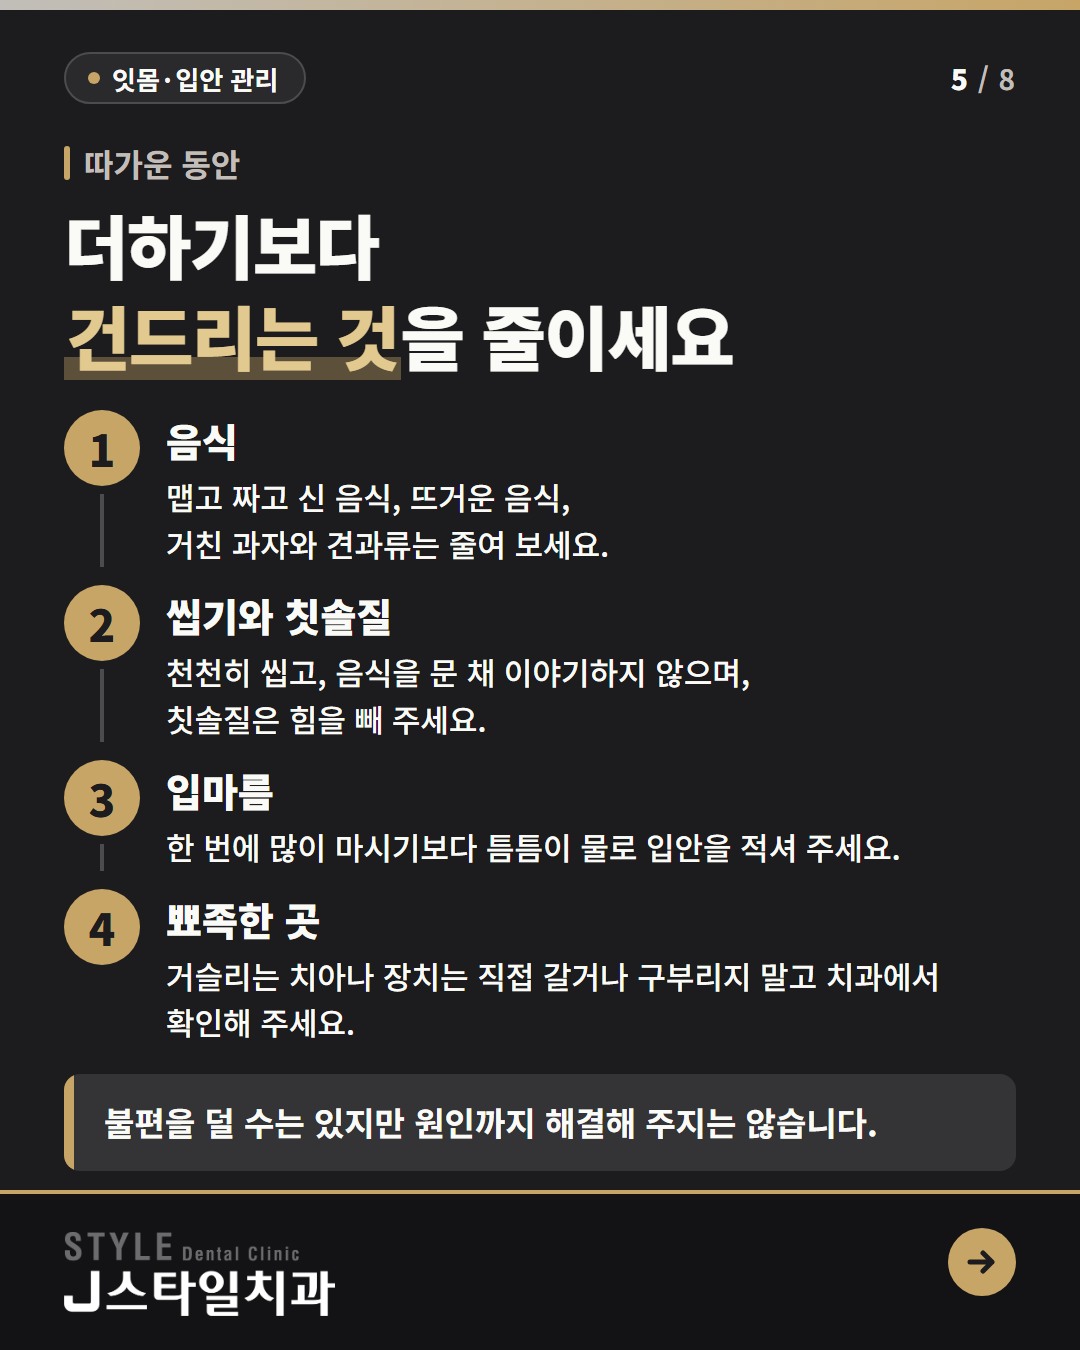 잇몸·입안 관리
5 / 8
따가운 동안
더하기보다
건드리는 것을 줄이세요
1
음식
맵고 짜고 신 음식, 뜨거운 음식,
거친 과자와 견과류는 줄여 보세요.
2
씹기와 칫솔질
천천히 씹고, 음식을 문 채 이야기하지 않으며,
칫솔질은 힘을 빼 주세요.
3
입마름
한 번에 많이 마시기보다 틈틈이 물로 입안을 적셔 주세요.
4
뾰족한 곳
거슬리는 치아나 장치는 직접 갈거나 구부리지 말고 치과에서
확인해 주세요.
불편을 덜 수는 있지만 원인까지 해결해 주지는 않습니다.
STYLE Dental Clinic
J스타일치과